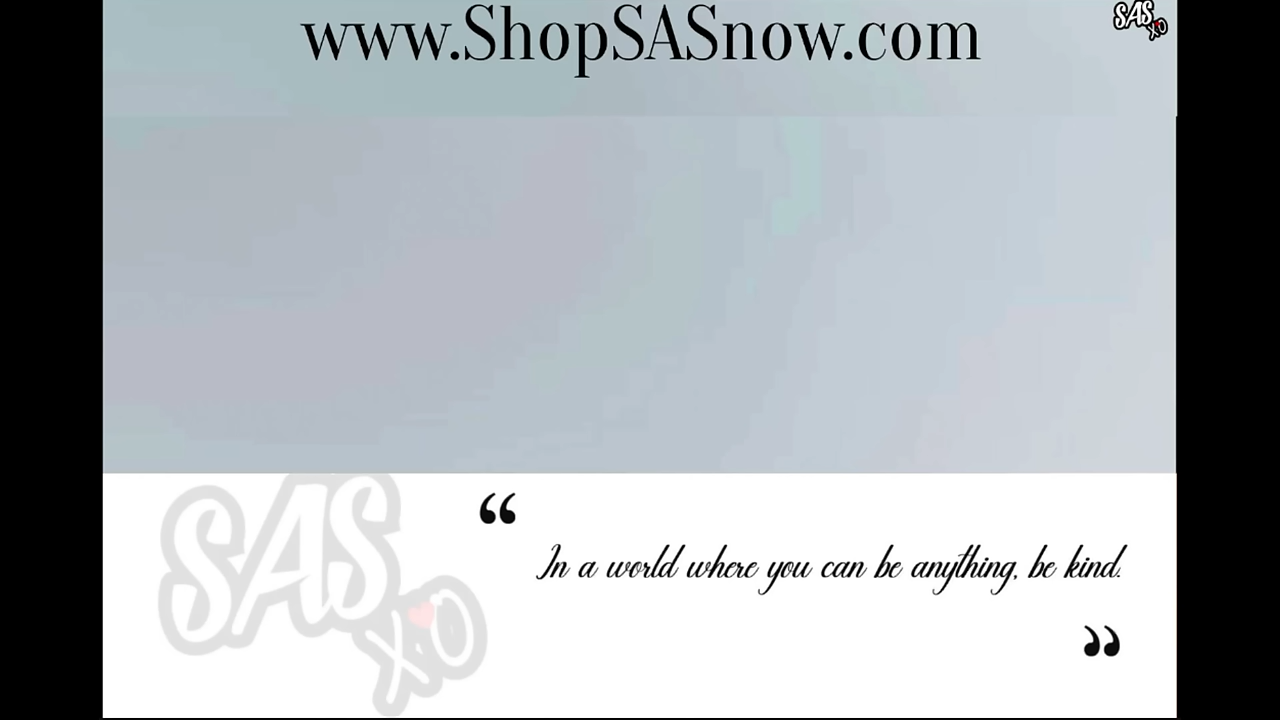 www.ShopSASnow.com
SAS
XO
“
In a world where you can be anything, be kind.
”
SAS
XO